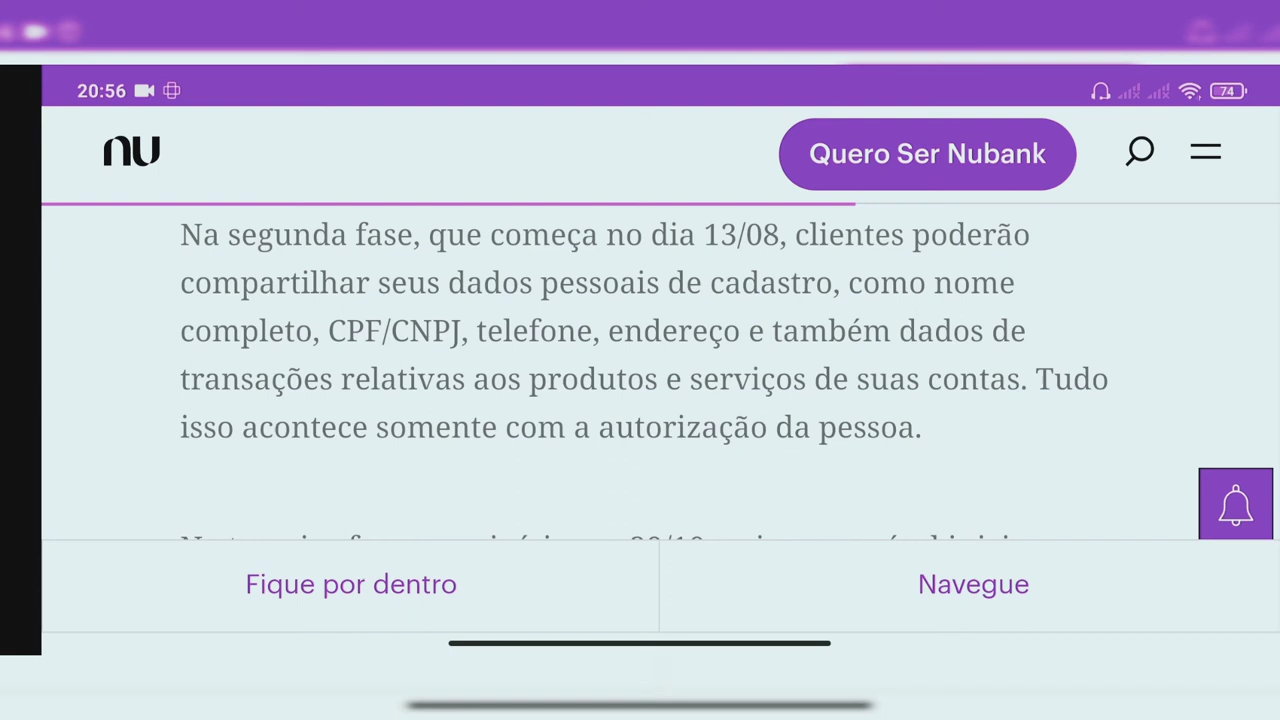 20:56
74
nu
Quero Ser Nubank
Na segunda fase, que começa no dia 13/08, clientes poderão
compartilhar seus dados pessoais de cadastro, como nome
completo, CPF/CNPJ, telefone, endereço e também dados de
transações relativas aos produtos e serviços de suas contas. Tudo
isso acontece somente com a autorização da pessoa.
Fique por dentro
Navegue